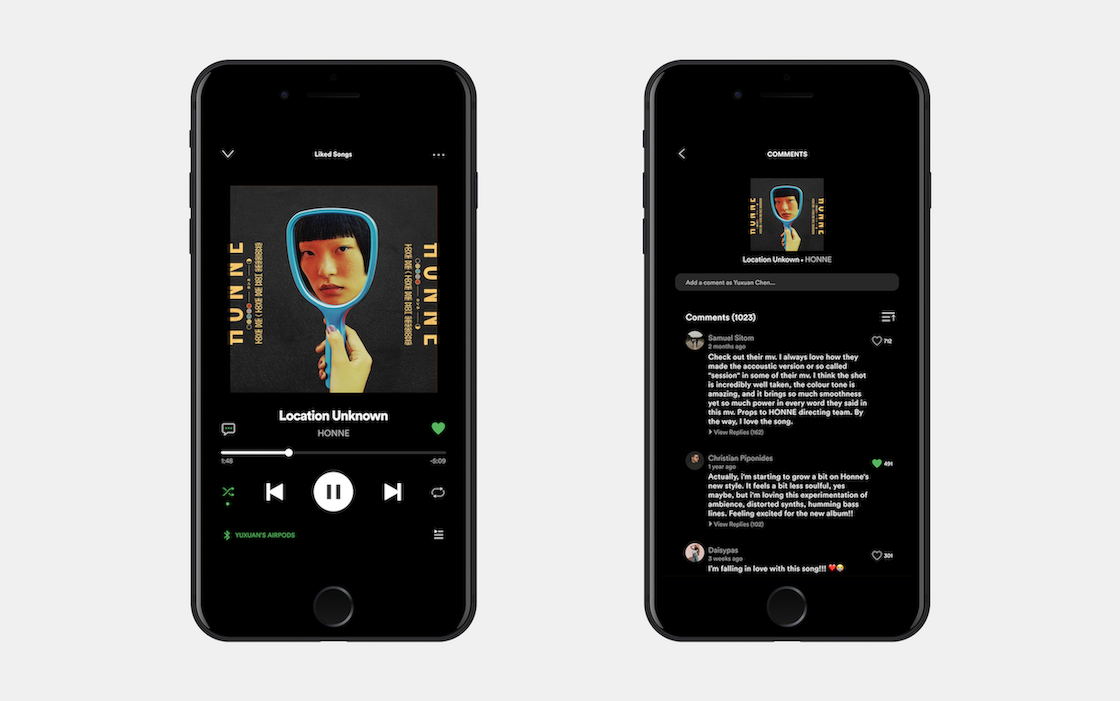 Liked Songs
HONNE
HONNE
Location Unknown
HONNE
1:48
-6:09
YUXUAN'S AIRPODS
COMMENTS
HONNE
HONNE
Location Unkown • HONNE
Add a coment as Yuxuan Chen...
Comments (1023)
Samuel Sitom
2 months ago
712
Check out their mv. I always love how they
made the accoustic version or so called
"session" in some of their mv. I think the shot
is incredibly well taken, the colour tone is
amazing, and it brings so much smoothness
yet so much power in every word they said in
this mv. Props to HONNE directing team. By
the way, I love the song.
View Replies (162)
Christian Piponides
1 year ago
491
Actually, i'm starting to grow a bit on Honne's
new style. It feels a bit less soulful, yes
maybe, but i'm loving this experimentation of
ambience, distorted synths, humming bass
lines. Feeling excited for the new album!!
View Replies (102)
Daisypas
3 weeks ago
301
I'm falling in love with this song!!! ❤️🥲